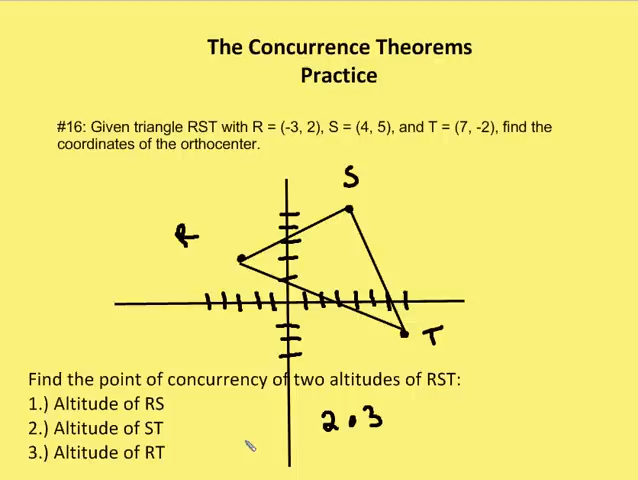 The Concurrence Theorems
Practice
#16: Given triangle RST with R = (-3, 2), S = (4, 5), and T = (7, -2), find the
coordinates of the orthocenter.
S
R
T
Find the point of concurrency of two altitudes of RST:
1.) Altitude of RS
2.) Altitude of ST
3.) Altitude of RT
2 • 3